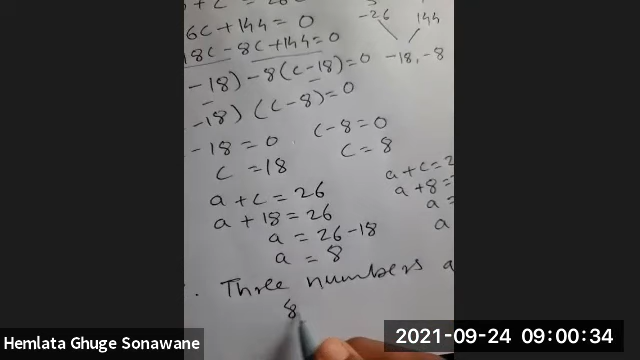 + c = 26
-26 144
6c + 144 = 0
18c - 8c + 144 = 0
- 18) - 8(c - 18) = 0 -18, -8
- 18) (c - 8) = 0
- 18 = 0 c - 8 = 0
c = 18 c = 8
a + c = 26 a + c = 2
a + 18 = 26 a + 8 =
a = 26 - 18 a =
a = 8 a
. Three numbers a
8
Hemlata Ghuge Sonawane
2021-09-24 09:00:34